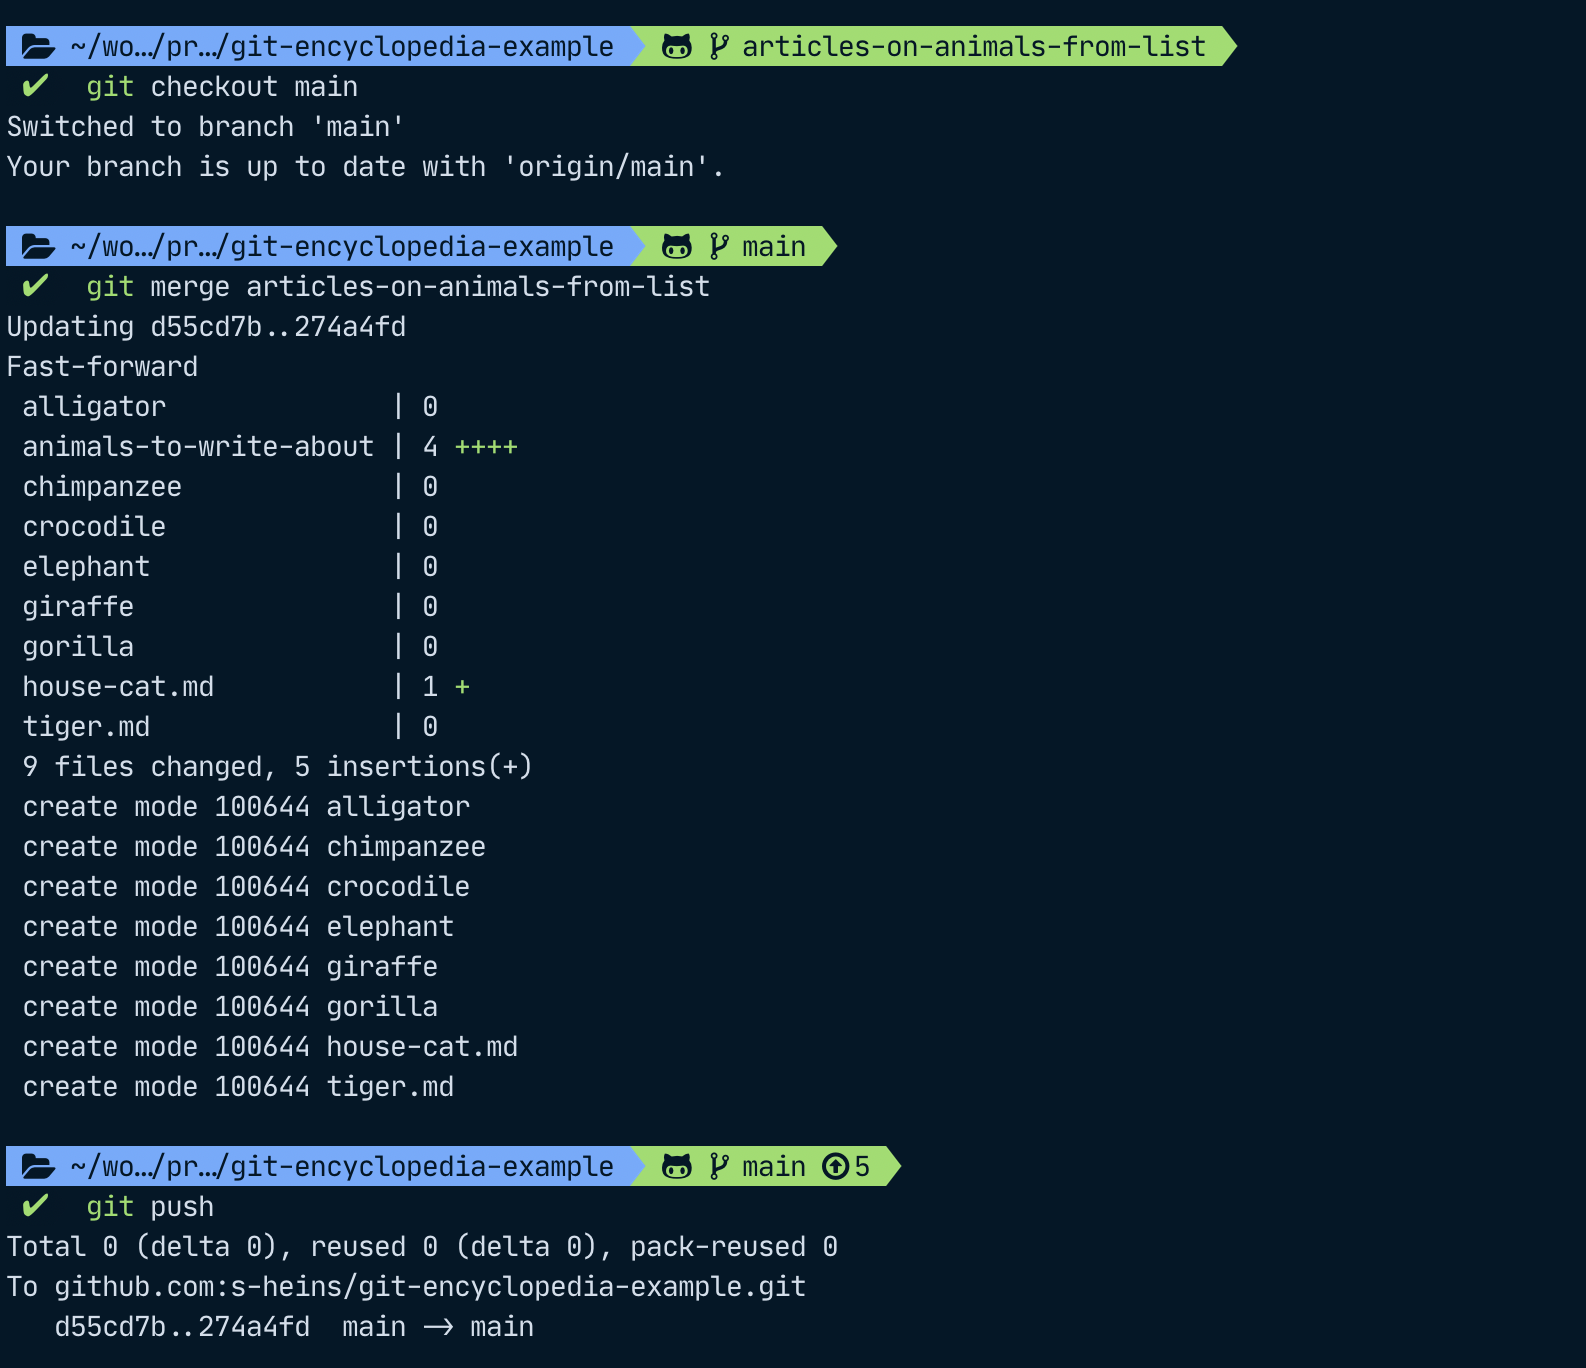 ~/wo…/pr…/git-encyclopedia-example articles-on-animals-from-list
✔ git checkout main
Switched to branch 'main'
Your branch is up to date with 'origin/main'.
~/wo…/pr…/git-encyclopedia-example main
✔ git merge articles-on-animals-from-list
Updating d55cd7b..274a4fd
Fast-forward
 alligator              | 0
 animals-to-write-about | 4 ++++
 chimpanzee             | 0
 crocodile              | 0
 elephant               | 0
 giraffe                | 0
 gorilla                | 0
 house-cat.md           | 1 +
 tiger.md               | 0
 9 files changed, 5 insertions(+)
 create mode 100644 alligator
 create mode 100644 chimpanzee
 create mode 100644 crocodile
 create mode 100644 elephant
 create mode 100644 giraffe
 create mode 100644 gorilla
 create mode 100644 house-cat.md
 create mode 100644 tiger.md
~/wo…/pr…/git-encyclopedia-example main 5
✔ git push
Total 0 (delta 0), reused 0 (delta 0), pack-reused 0
To github.com:s-heins/git-encyclopedia-example.git
   d55cd7b..274a4fd  main -> main